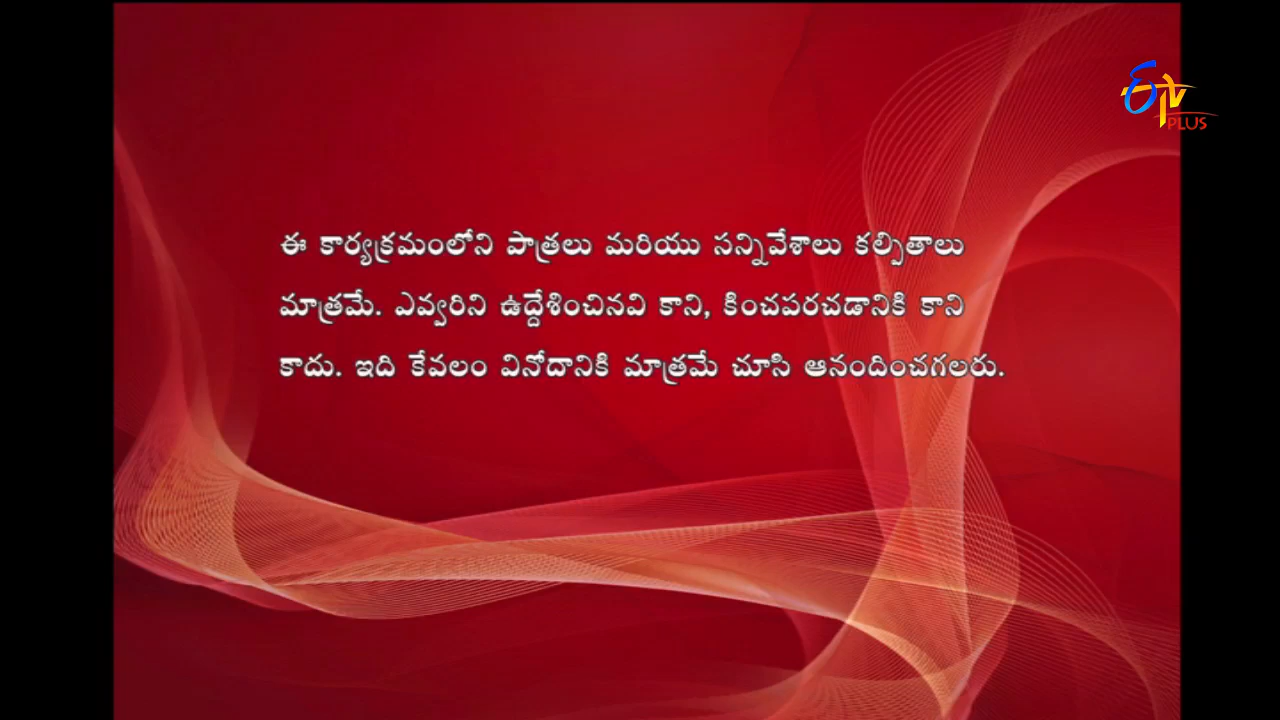 ETV
PLUS
ఈ కార్యక్రమంలోని పాత్రలు మరియు సన్నివేశాలు కల్పితాలు
మాత్రమే. ఎవ్వరిని ఉద్దేశించినవి కాని, కించపరచడానికి కాని
కాదు. ఇది కేవలం వినోదానికి మాత్రమే చూసి ఆనందించగలరు.